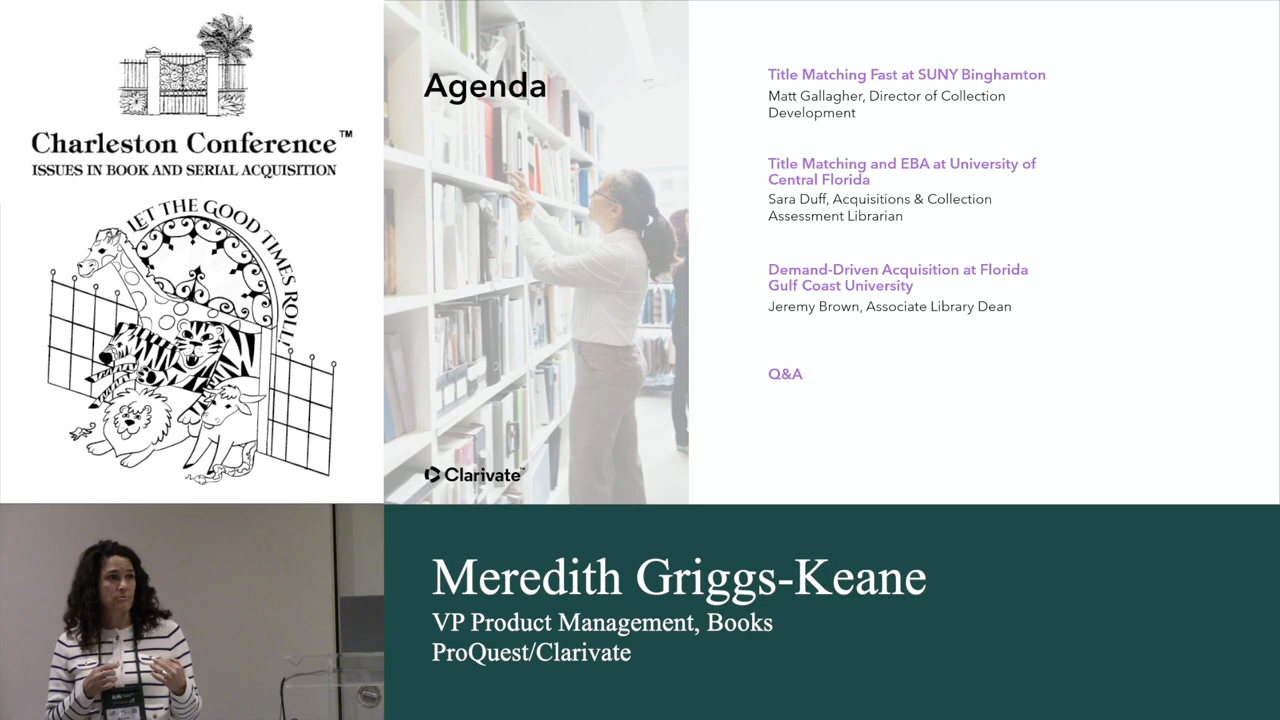 Charleston Conference™
ISSUES IN BOOK AND SERIAL ACQUISITION
LET THE GOOD TIMES ROLL!
Agenda
Clarivate™
Title Matching Fast at SUNY Binghamton
Matt Gallagher, Director of Collection
Development
Title Matching and EBA at University of
Central Florida
Sara Duff, Acquisitions & Collection
Assessment Librarian
Demand-Driven Acquisition at Florida
Gulf Coast University
Jeremy Brown, Associate Library Dean
Q&A
Meredith Griggs-Keane
VP Product Management, Books
ProQuest/Clarivate